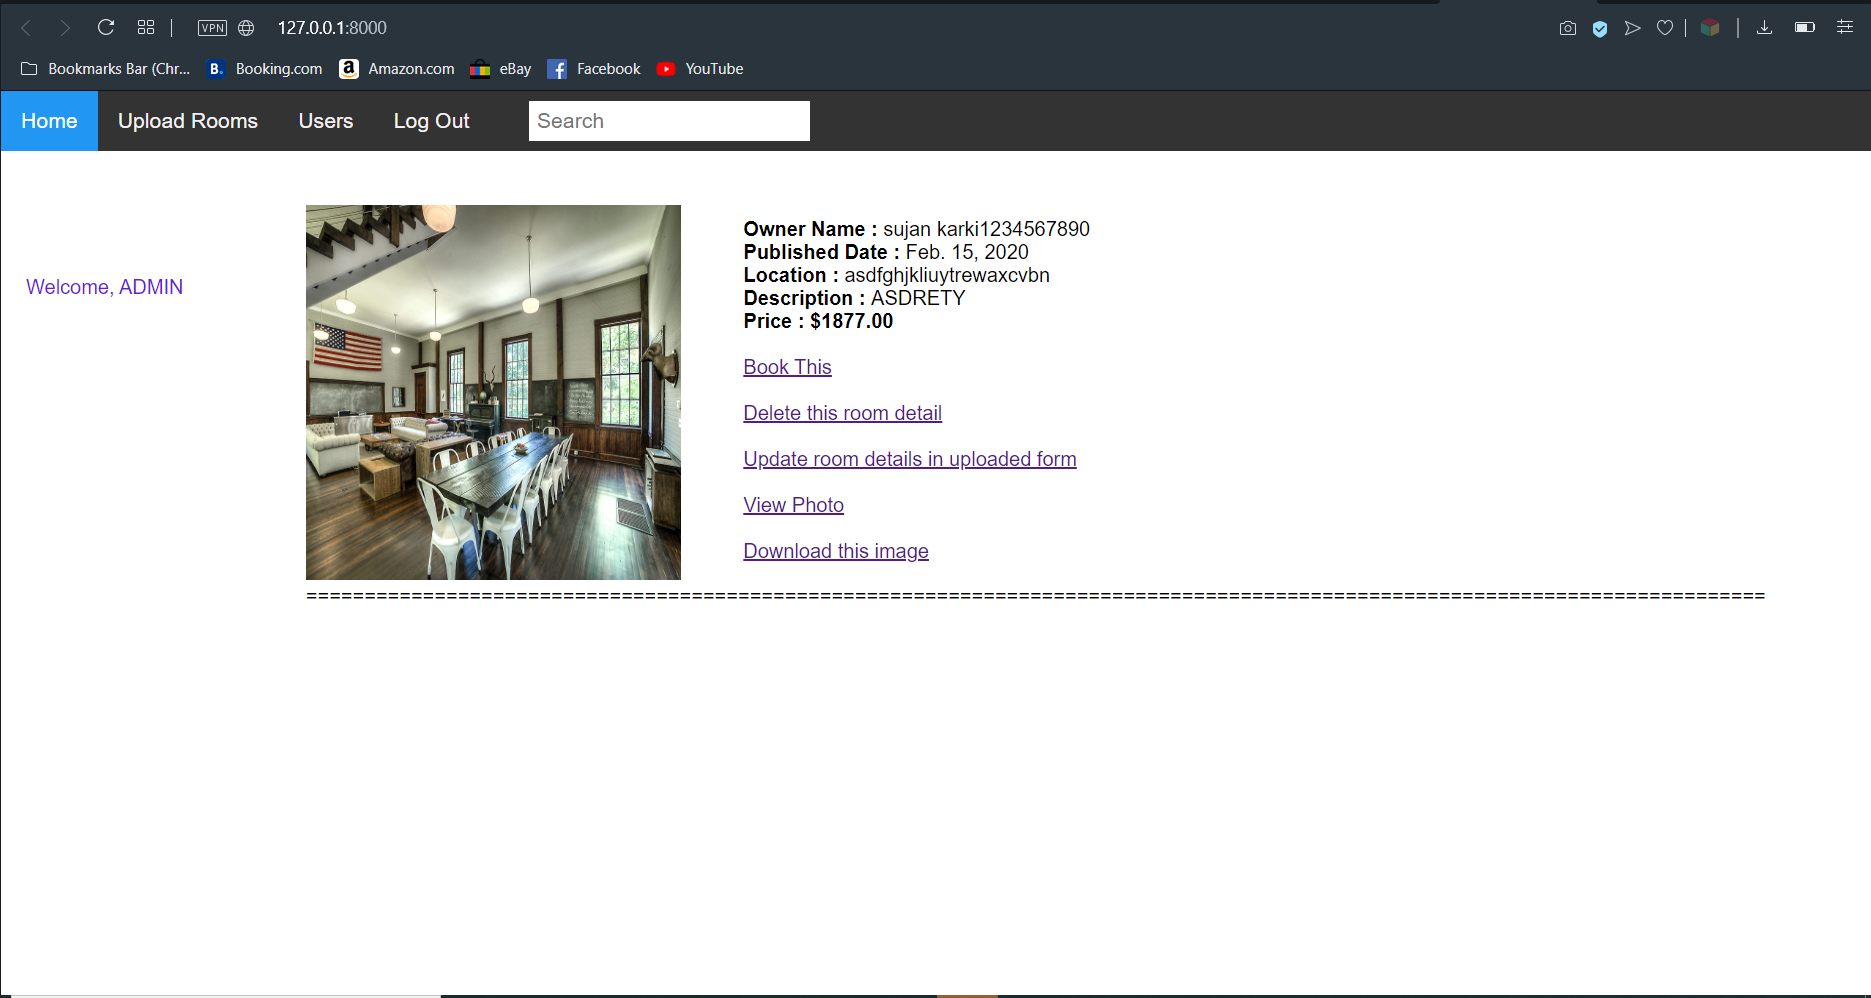 VPN 127.0.0.1:8000
Bookmarks Bar (Chr... B. Booking.com a Amazon.com eBay f Facebook YouTube
Home Upload Rooms Users Log Out Search
Welcome, ADMIN
Owner Name : sujan karki1234567890
Published Date : Feb. 15, 2020
Location : asdfghjkliuytrewaxcvbn
Description : ASDRETY
Price : $1877.00
Book This
Delete this room detail
Update room details in uploaded form
View Photo
Download this image
=============================================================================================================================